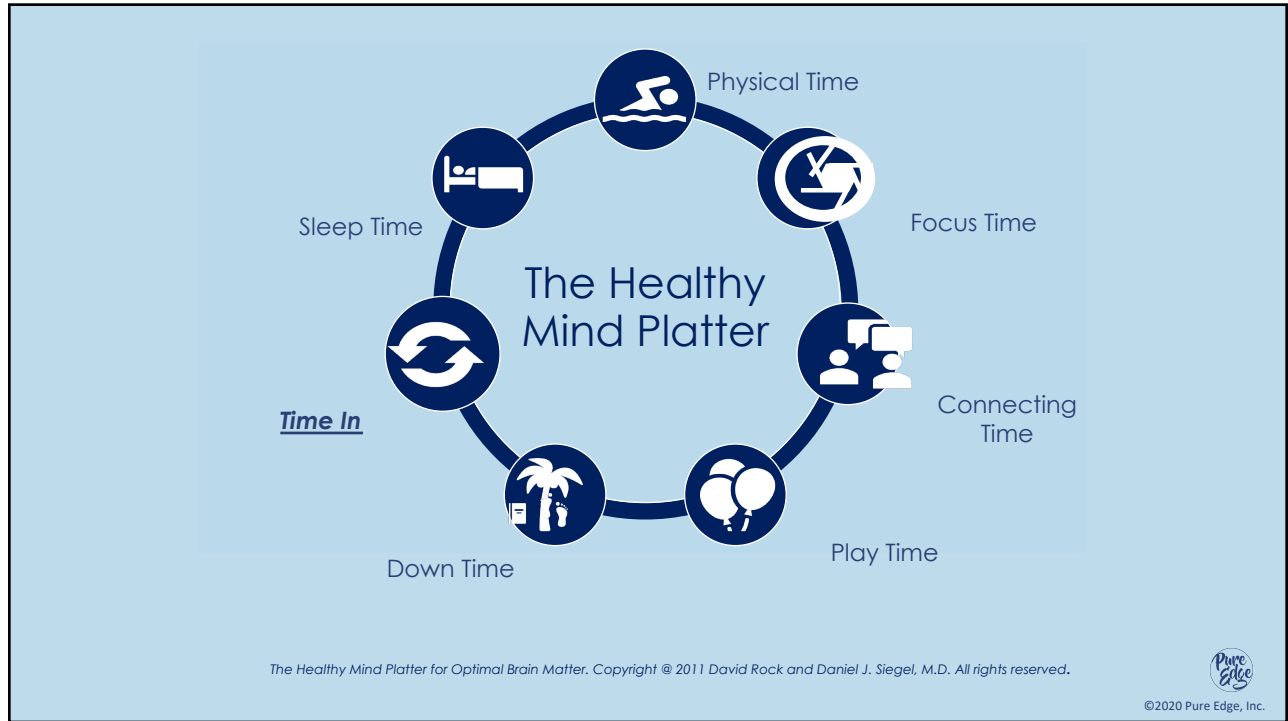 Physical Time
Focus Time
Sleep Time
The Healthy
Mind Platter
Connecting
Time
Time In
Play Time
Down Time
The Healthy Mind Platter for Optimal Brain Matter. Copyright @ 2011 David Rock and Daniel J. Siegel, M.D. All rights reserved.
Pure
Edge
©2020 Pure Edge, Inc.